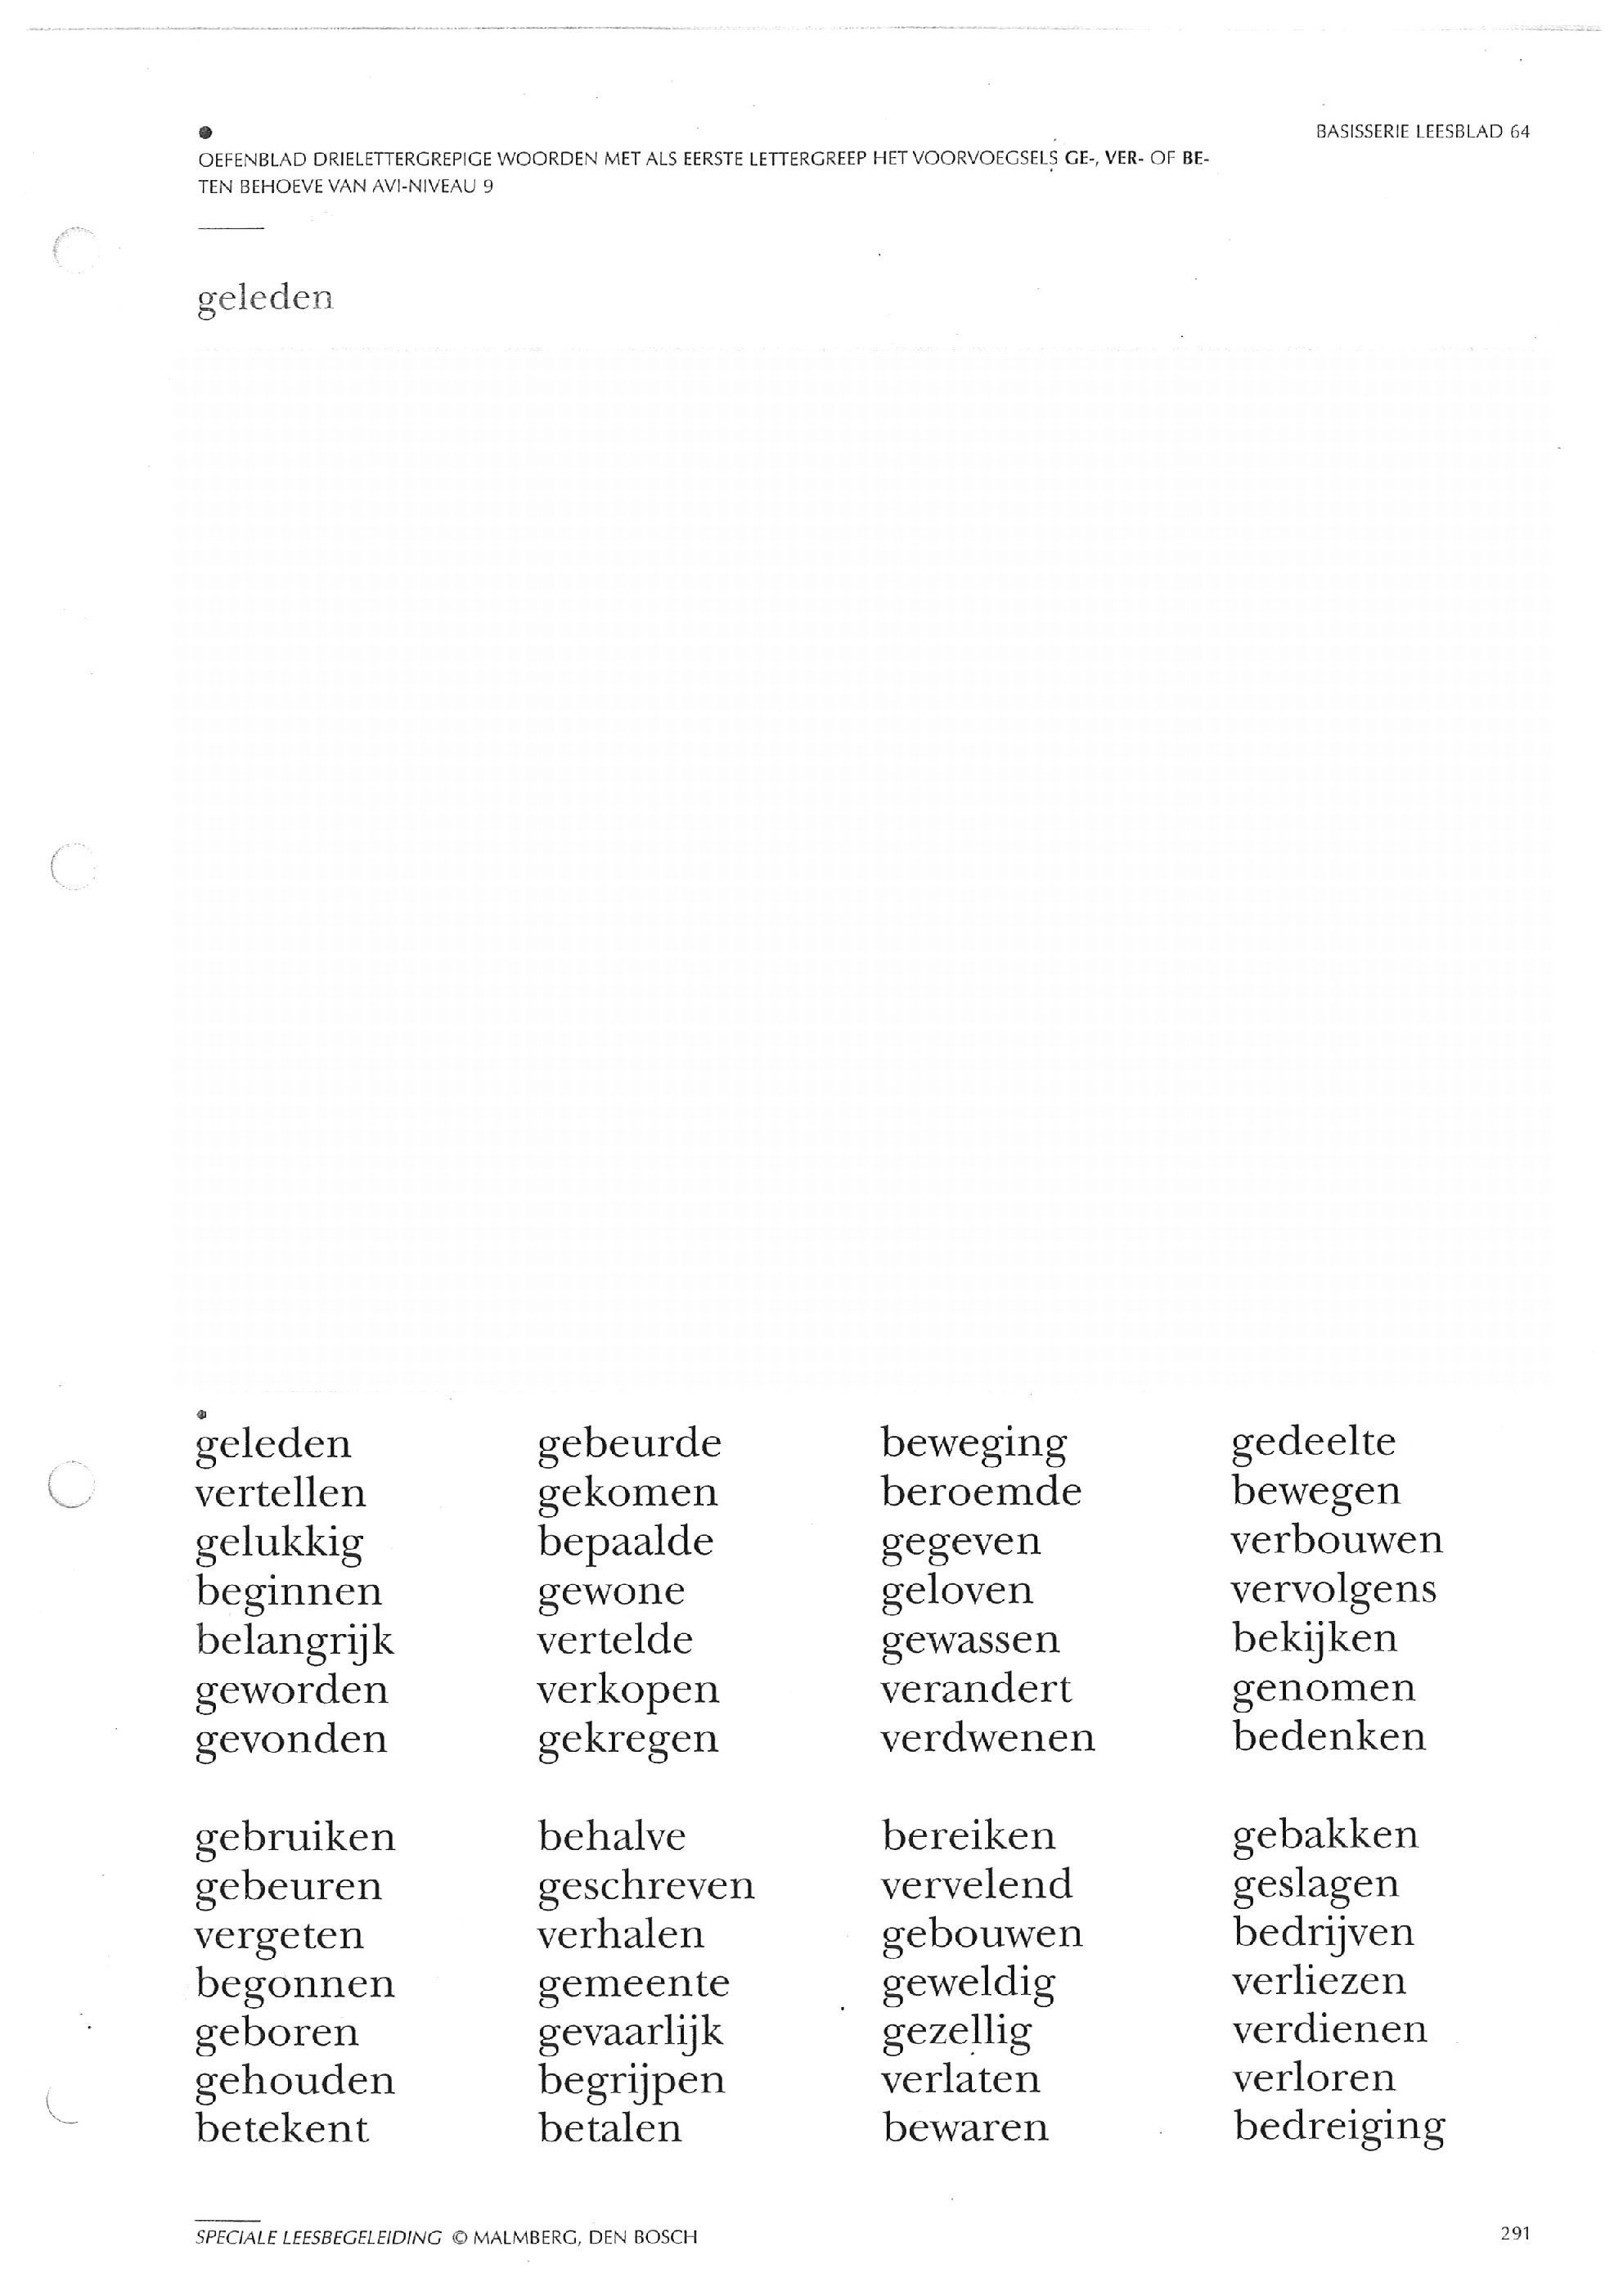 BASISSERIE LEESBLAD 64
OEFENBLAD DRIELETTERGREPIGE WOORDEN MET ALS EERSTE LETTERGREEP HET VOORVOEGSELS GE-, VER- OF BE-
TEN BEHOEVE VAN AVI-NIVEAU 9
geleden
geleden gebeurde beweging gedeelte
vertellen gekomen beroemde bewegen
gelukkig bepaalde gegeven verbouwen
beginnen gewone geloven vervolgens
belangrijk vertelde gewassen bekijken
geworden verkopen verandert genomen
gevonden gekregen verdwenen bedenken
gebruiken behalve bereiken gebakken
gebeuren geschreven vervelend geslagen
vergeten verhalen gebouwen bedrijven
begonnen gemeente geweldig verliezen
geboren gevaarlijk gezellig verdienen
gehouden begrijpen verlaten verloren
betekent betalen bewaren bedreiging
SPECIALE LEESBEGELEIDING © MALMBERG, DEN BOSCH 291